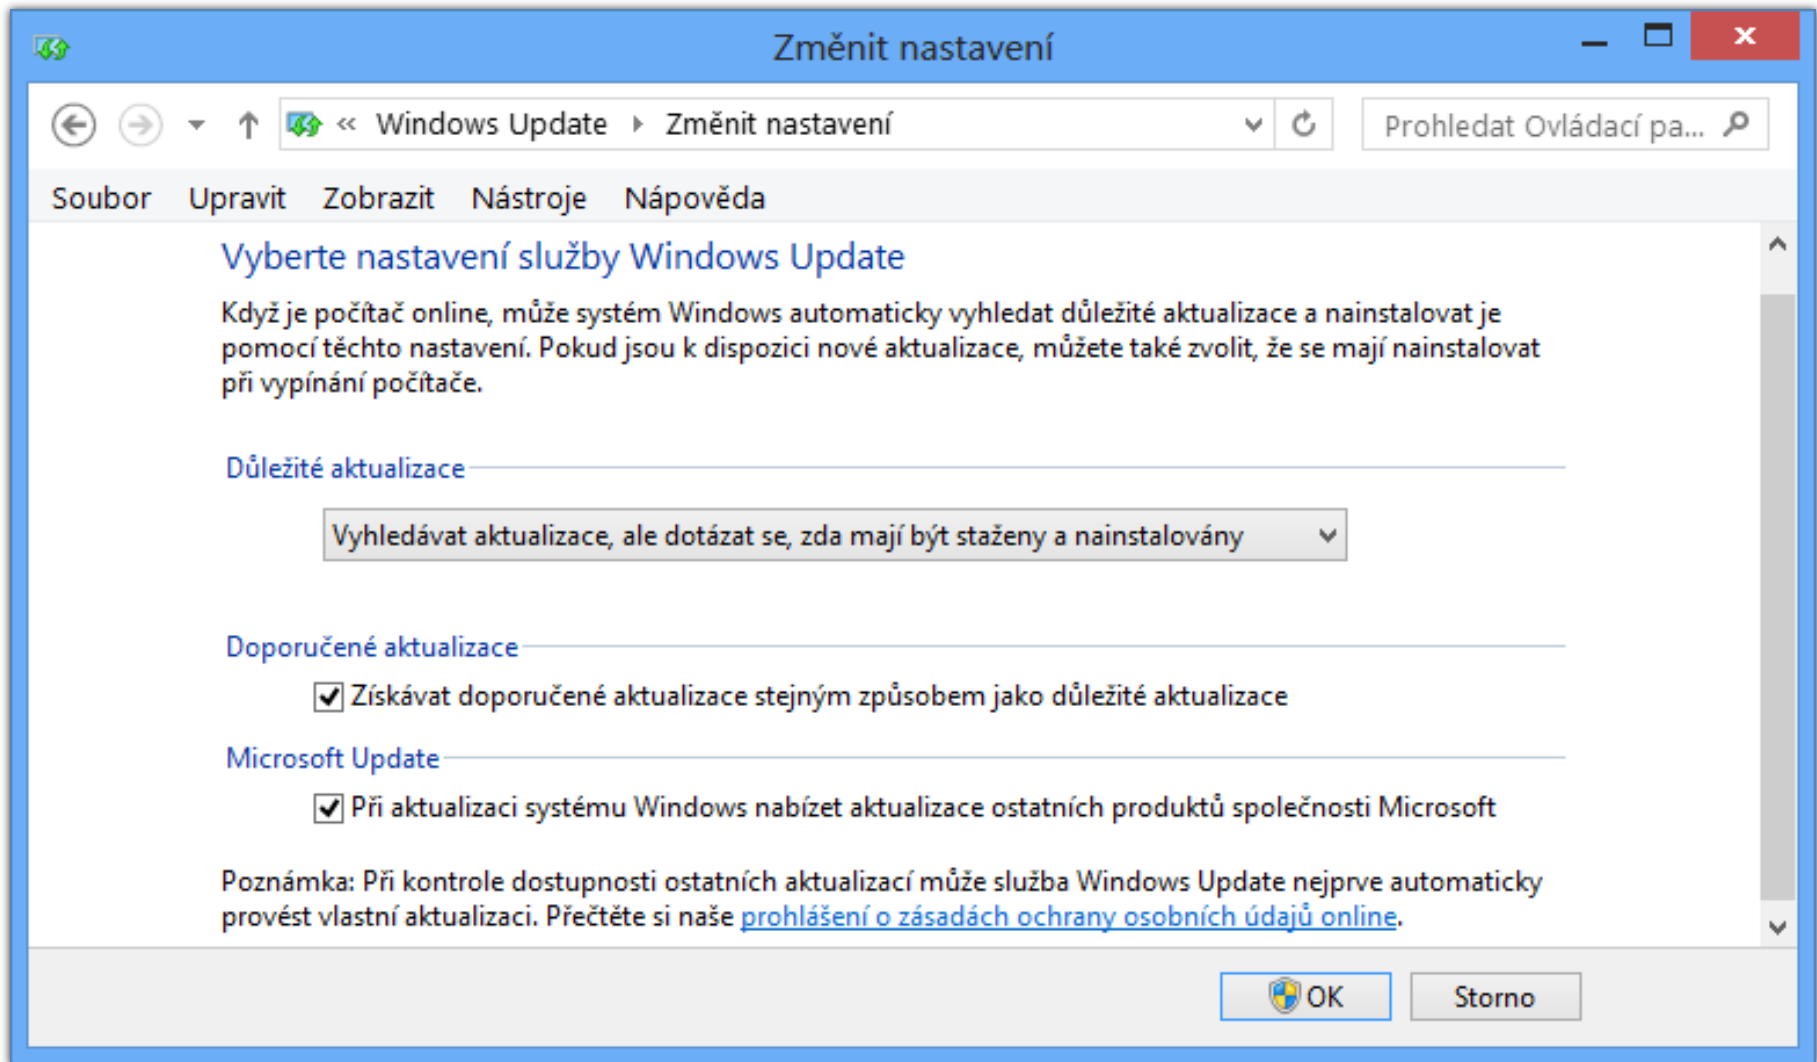 Změnit nastavení
« Windows Update ▸ Změnit nastavení
Prohledat Ovládací pa...
Soubor Upravit Zobrazit Nástroje Nápověda
Vyberte nastavení služby Windows Update
Když je počítač online, může systém Windows automaticky vyhledat důležité aktualizace a nainstalovat je
pomocí těchto nastavení. Pokud jsou k dispozici nové aktualizace, můžete také zvolit, že se mají nainstalovat
při vypínání počítače.
Důležité aktualizace
Vyhledávat aktualizace, ale dotázat se, zda mají být staženy a nainstalovány
Doporučené aktualizace
Získávat doporučené aktualizace stejným způsobem jako důležité aktualizace
Microsoft Update
Při aktualizaci systému Windows nabízet aktualizace ostatních produktů společnosti Microsoft
Poznámka: Při kontrole dostupnosti ostatních aktualizací může služba Windows Update nejprve automaticky
provést vlastní aktualizaci. Přečtěte si naše prohlášení o zásadách ochrany osobních údajů online.
OK Storno